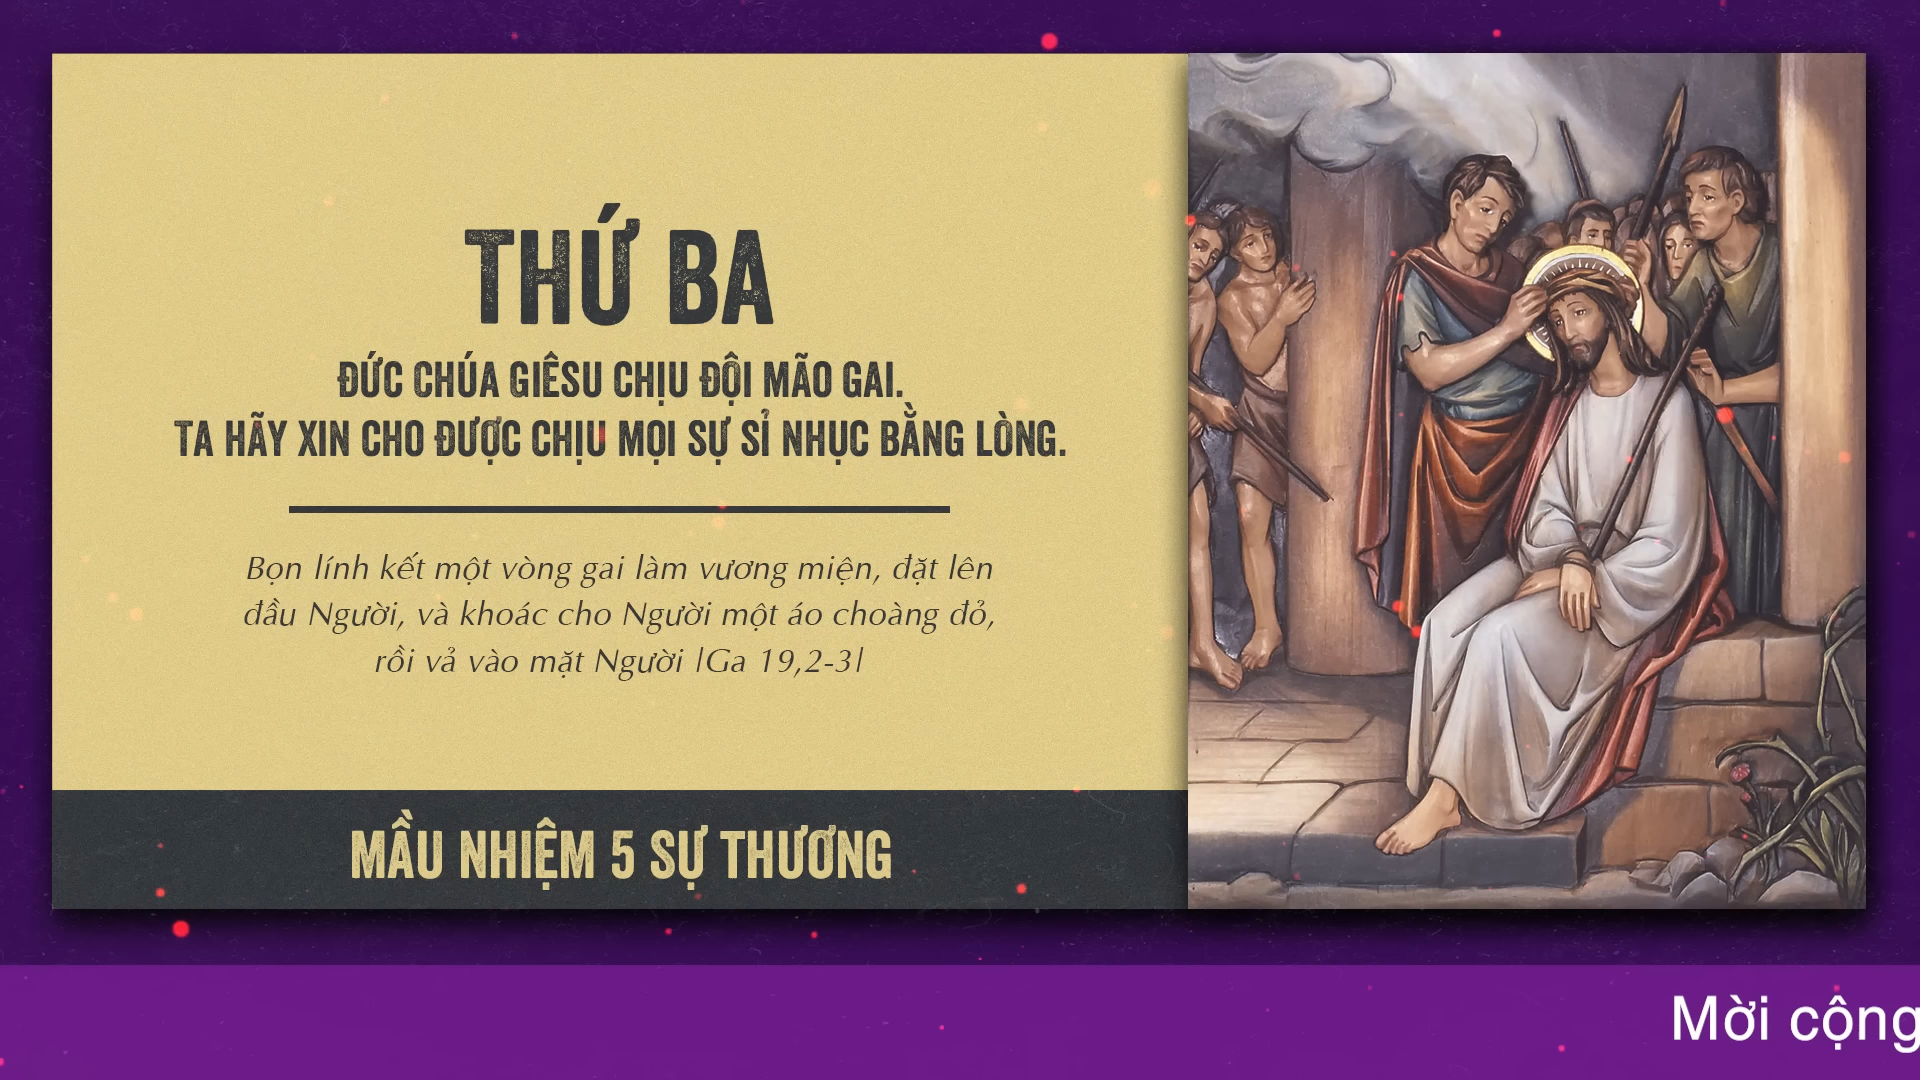 THỨ BA
ĐỨC CHÚA GIÊSU CHỊU ĐỘI MÃO GAI.
TA HÃY XIN CHO ĐƯỢC CHỊU MỌI SỰ SỈ NHỤC BẰNG LÒNG.
Bọn lính kết một vòng gai làm vương miện, đặt lên
đầu Người, và khoác cho Người một áo choàng đỏ,
rồi vả vào mặt Người |Ga 19,2-3|
MẦU NHIỆM 5 SỰ THƯƠNG
Mời cộng